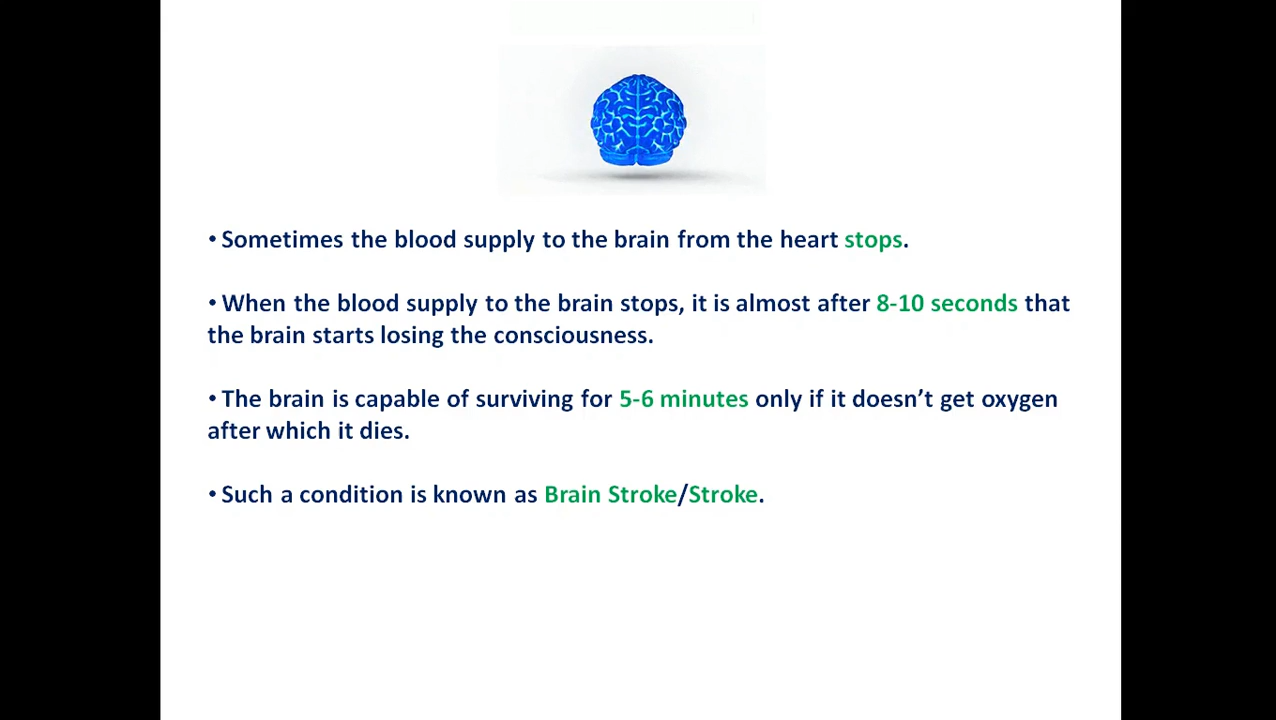 • Sometimes the blood supply to the brain from the heart stops.
• When the blood supply to the brain stops, it is almost after 8-10 seconds that
the brain starts losing the consciousness.
• The brain is capable of surviving for 5-6 minutes only if it doesn’t get oxygen
after which it dies.
• Such a condition is known as Brain Stroke/Stroke.